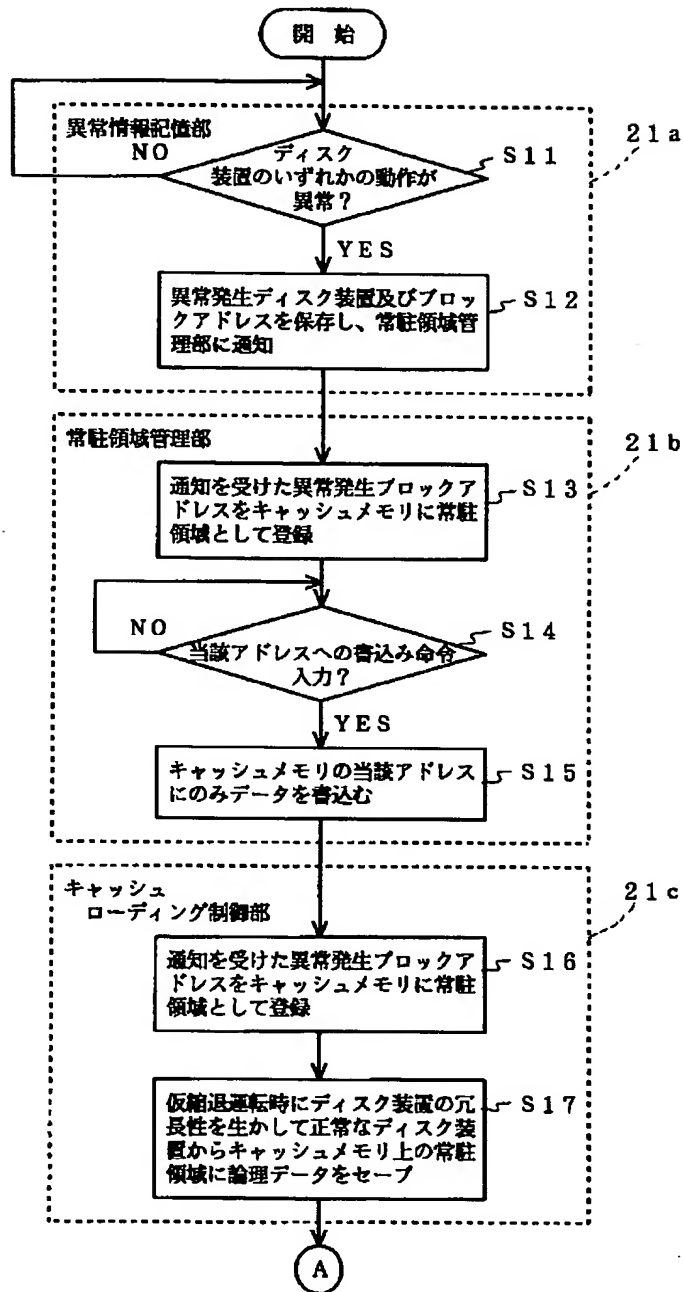 開 始
異常情報記憶部
21a
NO
ディスク
装置のいずれかの動作が
異常？
S11
YES
異常発生ディスク装置及びブロッ
クアドレスを保存し、常駐領域管
理部に通知
S12
常駐領域管理部
21b
通知を受けた異常発生ブロックア
ドレスをキャッシュメモリに常駐
領域として登録
S13
NO
当該アドレスへの書込み命令
入力？
S14
YES
キャッシュメモリの当該アドレス
にのみデータを書込む
S15
キャッシュ
ローディング制御部
21c
通知を受けた異常発生ブロックア
ドレスをキャッシュメモリに常駐
領域として登録
S16
仮縮退運転時にディスク装置の冗
長性を生かして正常なディスク装
置からキャッシュメモリ上の常駐
領域に論理データをセーブ
S17
A